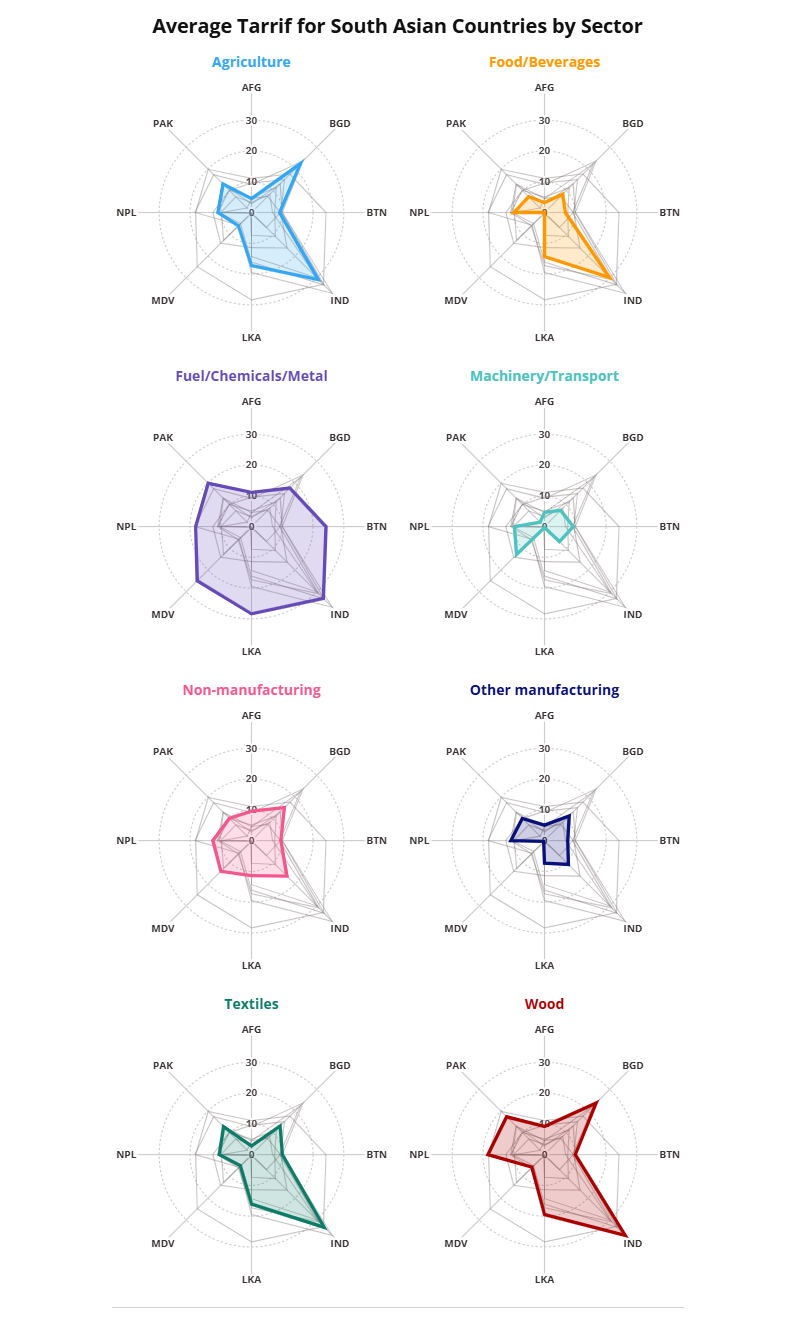 Average Tarrif for South Asian Countries by Sector
Agriculture
AFG
PAK
BGD
30
20
10
NPL
0
BTN
MDV
IND
LKA
Food/Beverages
AFG
PAK
BGD
30
20
10
NPL
0
BTN
MDV
IND
LKA
Fuel/Chemicals/Metal
AFG
PAK
BGD
30
20
10
NPL
0
BTN
MDV
IND
LKA
Machinery/Transport
AFG
PAK
BGD
30
20
10
NPL
0
BTN
MDV
IND
LKA
Non-manufacturing
AFG
PAK
BGD
30
20
10
NPL
0
BTN
MDV
IND
LKA
Other manufacturing
AFG
PAK
BGD
30
20
10
NPL
0
BTN
MDV
IND
LKA
Textiles
AFG
PAK
BGD
30
20
10
NPL
0
BTN
MDV
IND
LKA
Wood
AFG
PAK
BGD
30
20
10
NPL
0
BTN
MDV
IND
LKA